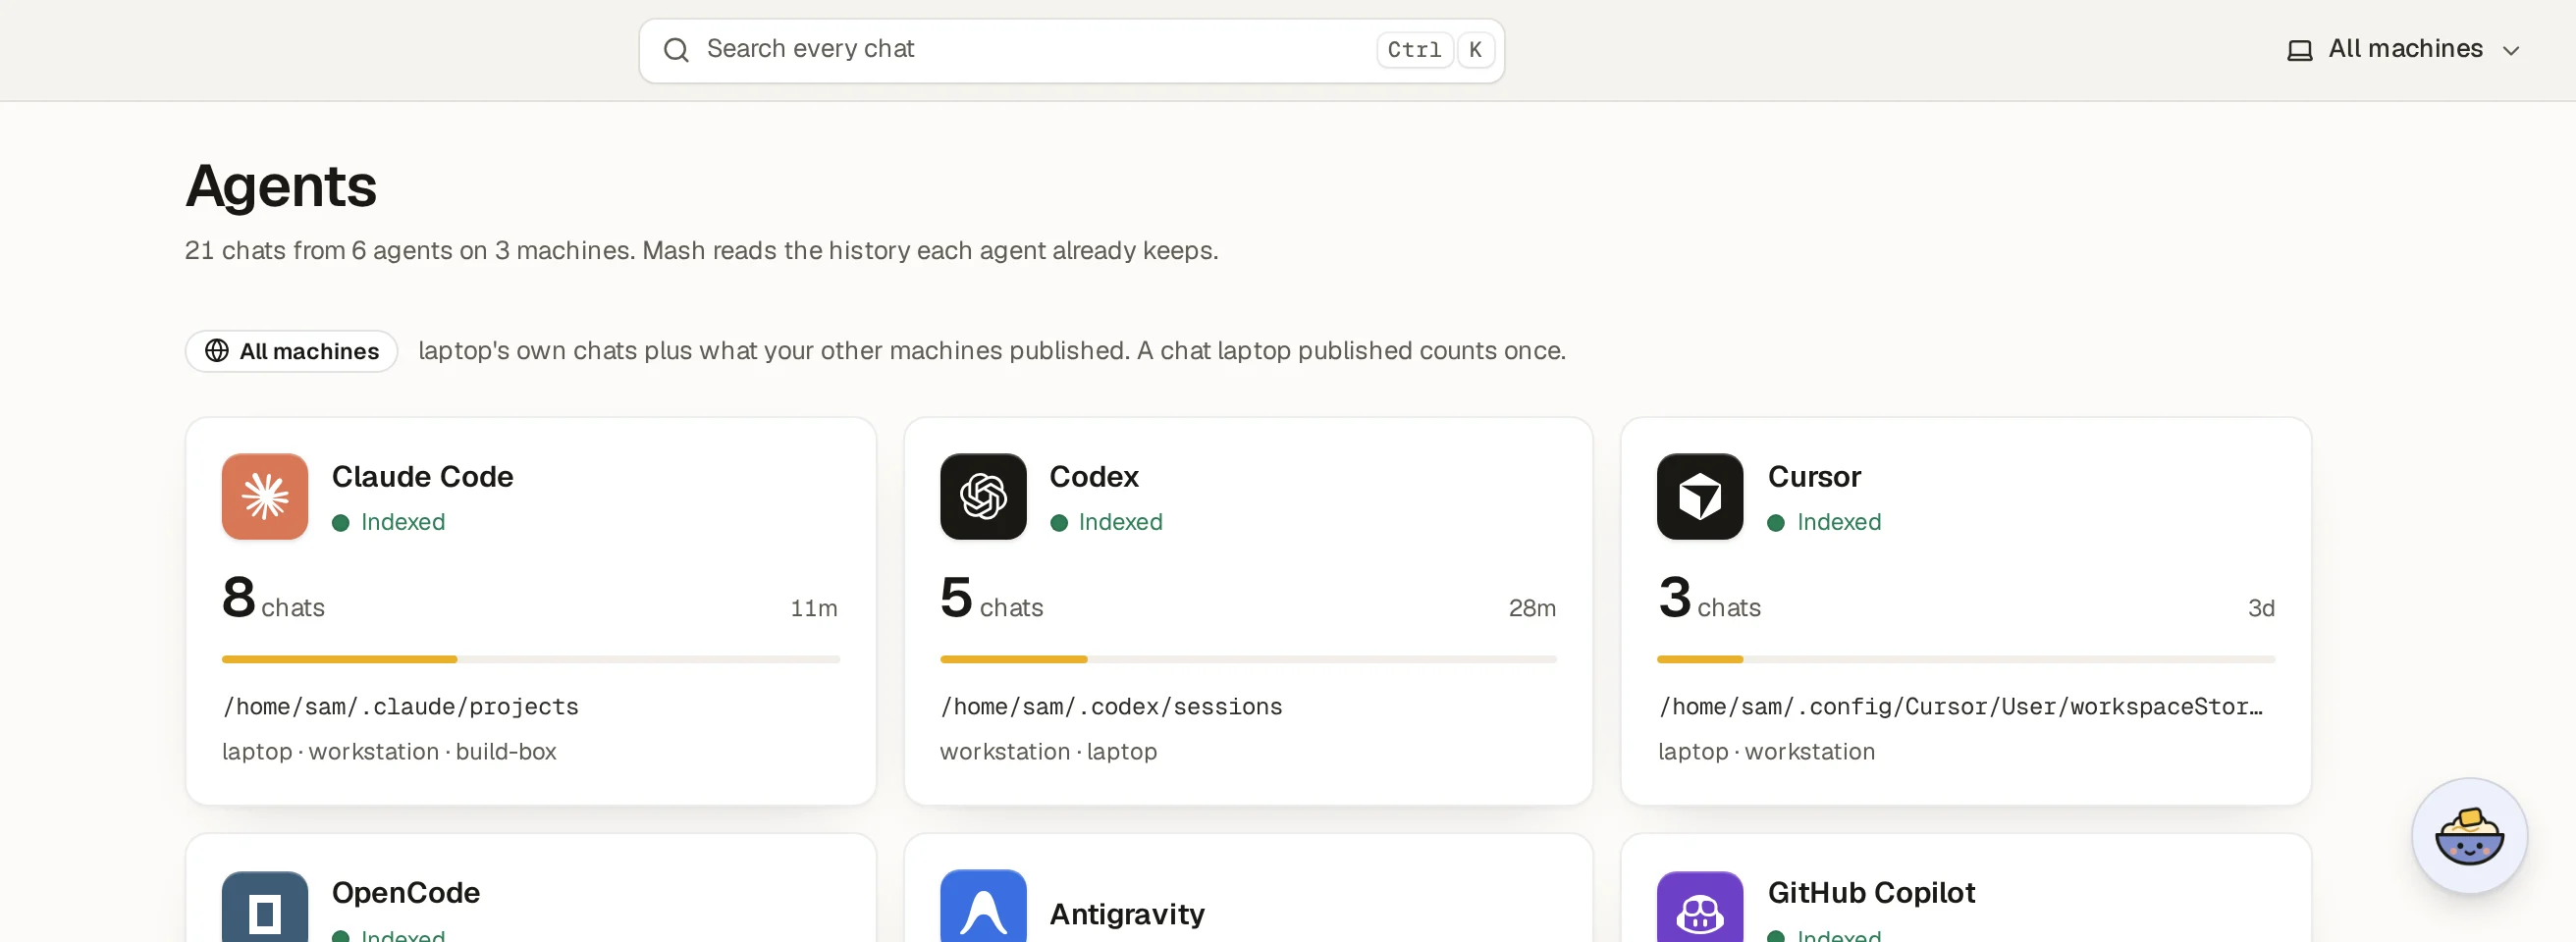 Search every chat Ctrl K All machines
Agents
21 chats from 6 agents on 3 machines. Mash reads the history each agent already keeps.
All machines laptop's own chats plus what your other machines published. A chat laptop published counts once.
Claude Code
Indexed
8 chats 11m
/home/sam/.claude/projects
laptop · workstation · build-box
Codex
Indexed
5 chats 28m
/home/sam/.codex/sessions
workstation · laptop
Cursor
Indexed
3 chats 3d
/home/sam/.config/Cursor/User/workspaceStor…
laptop · workstation
OpenCode
Indexed
Antigravity
GitHub Copilot
Indexed